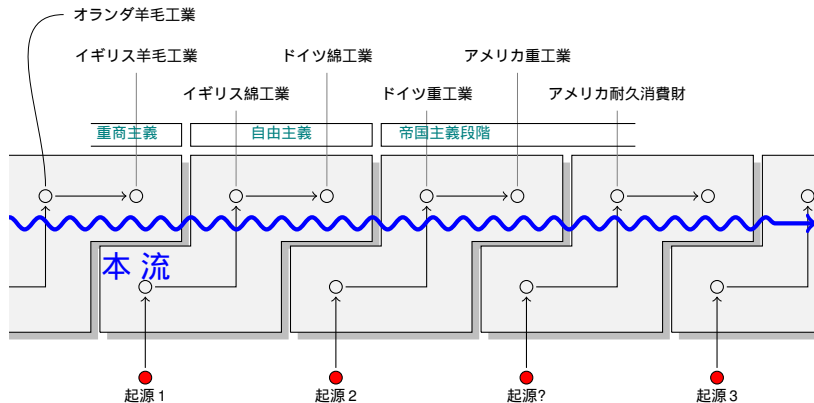 オランダ羊毛工業
イギリス羊毛工業
ドイツ綿工業
アメリカ重工業
イギリス綿工業
ドイツ重工業
アメリカ耐久消費財
重商主義
自由主義
帝国主義段階
本 流
起源 1
起源 2
起源?
起源 3